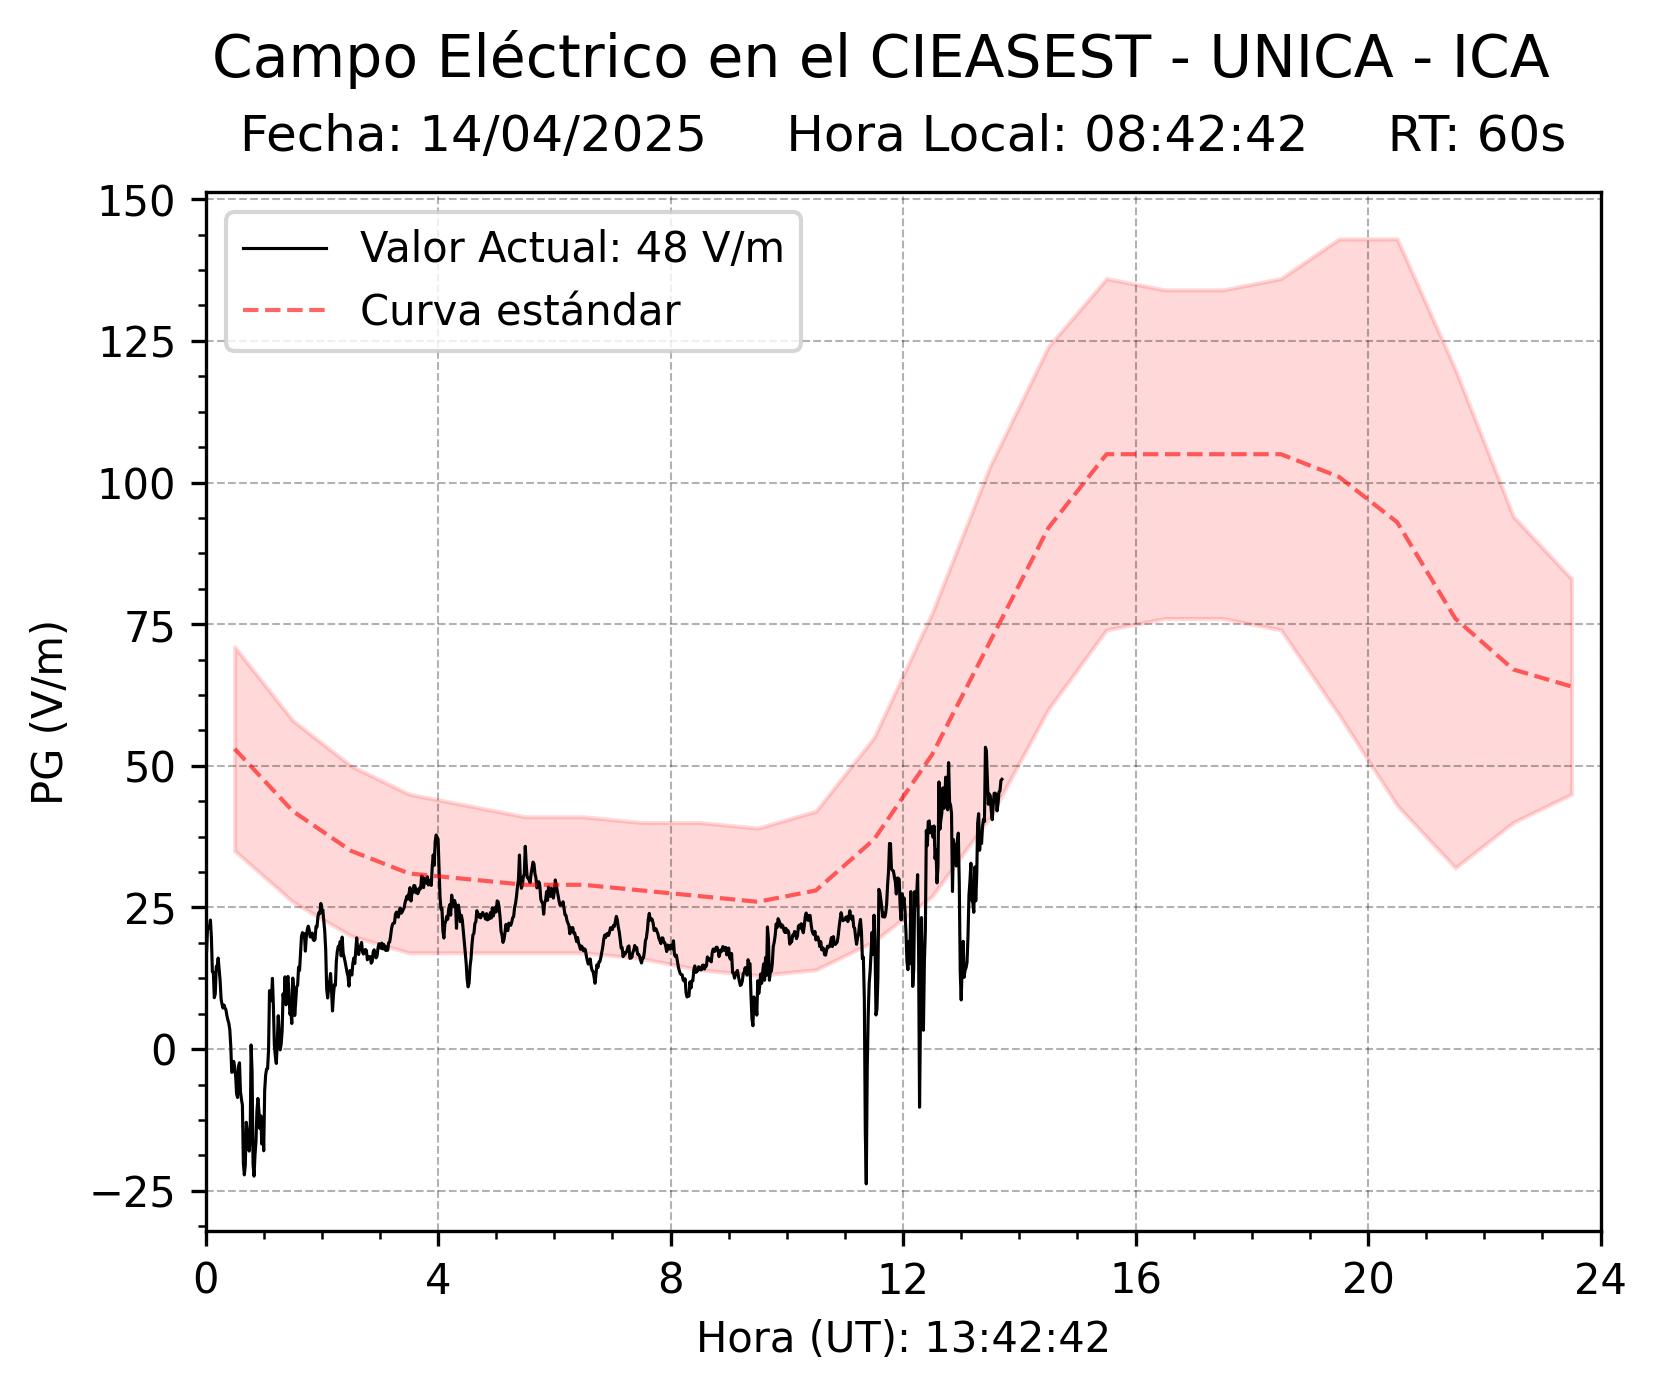 Campo Eléctrico en el CIEASEST - UNICA - ICA
Fecha: 14/04/2025 Hora Local: 08:42:42 RT: 60s
Valor Actual: 48 V/m
Curva estándar
PG (V/m)
150
125
100
75
50
25
0
−25
0 4 8 12 16 20 24
Hora (UT): 13:42:42